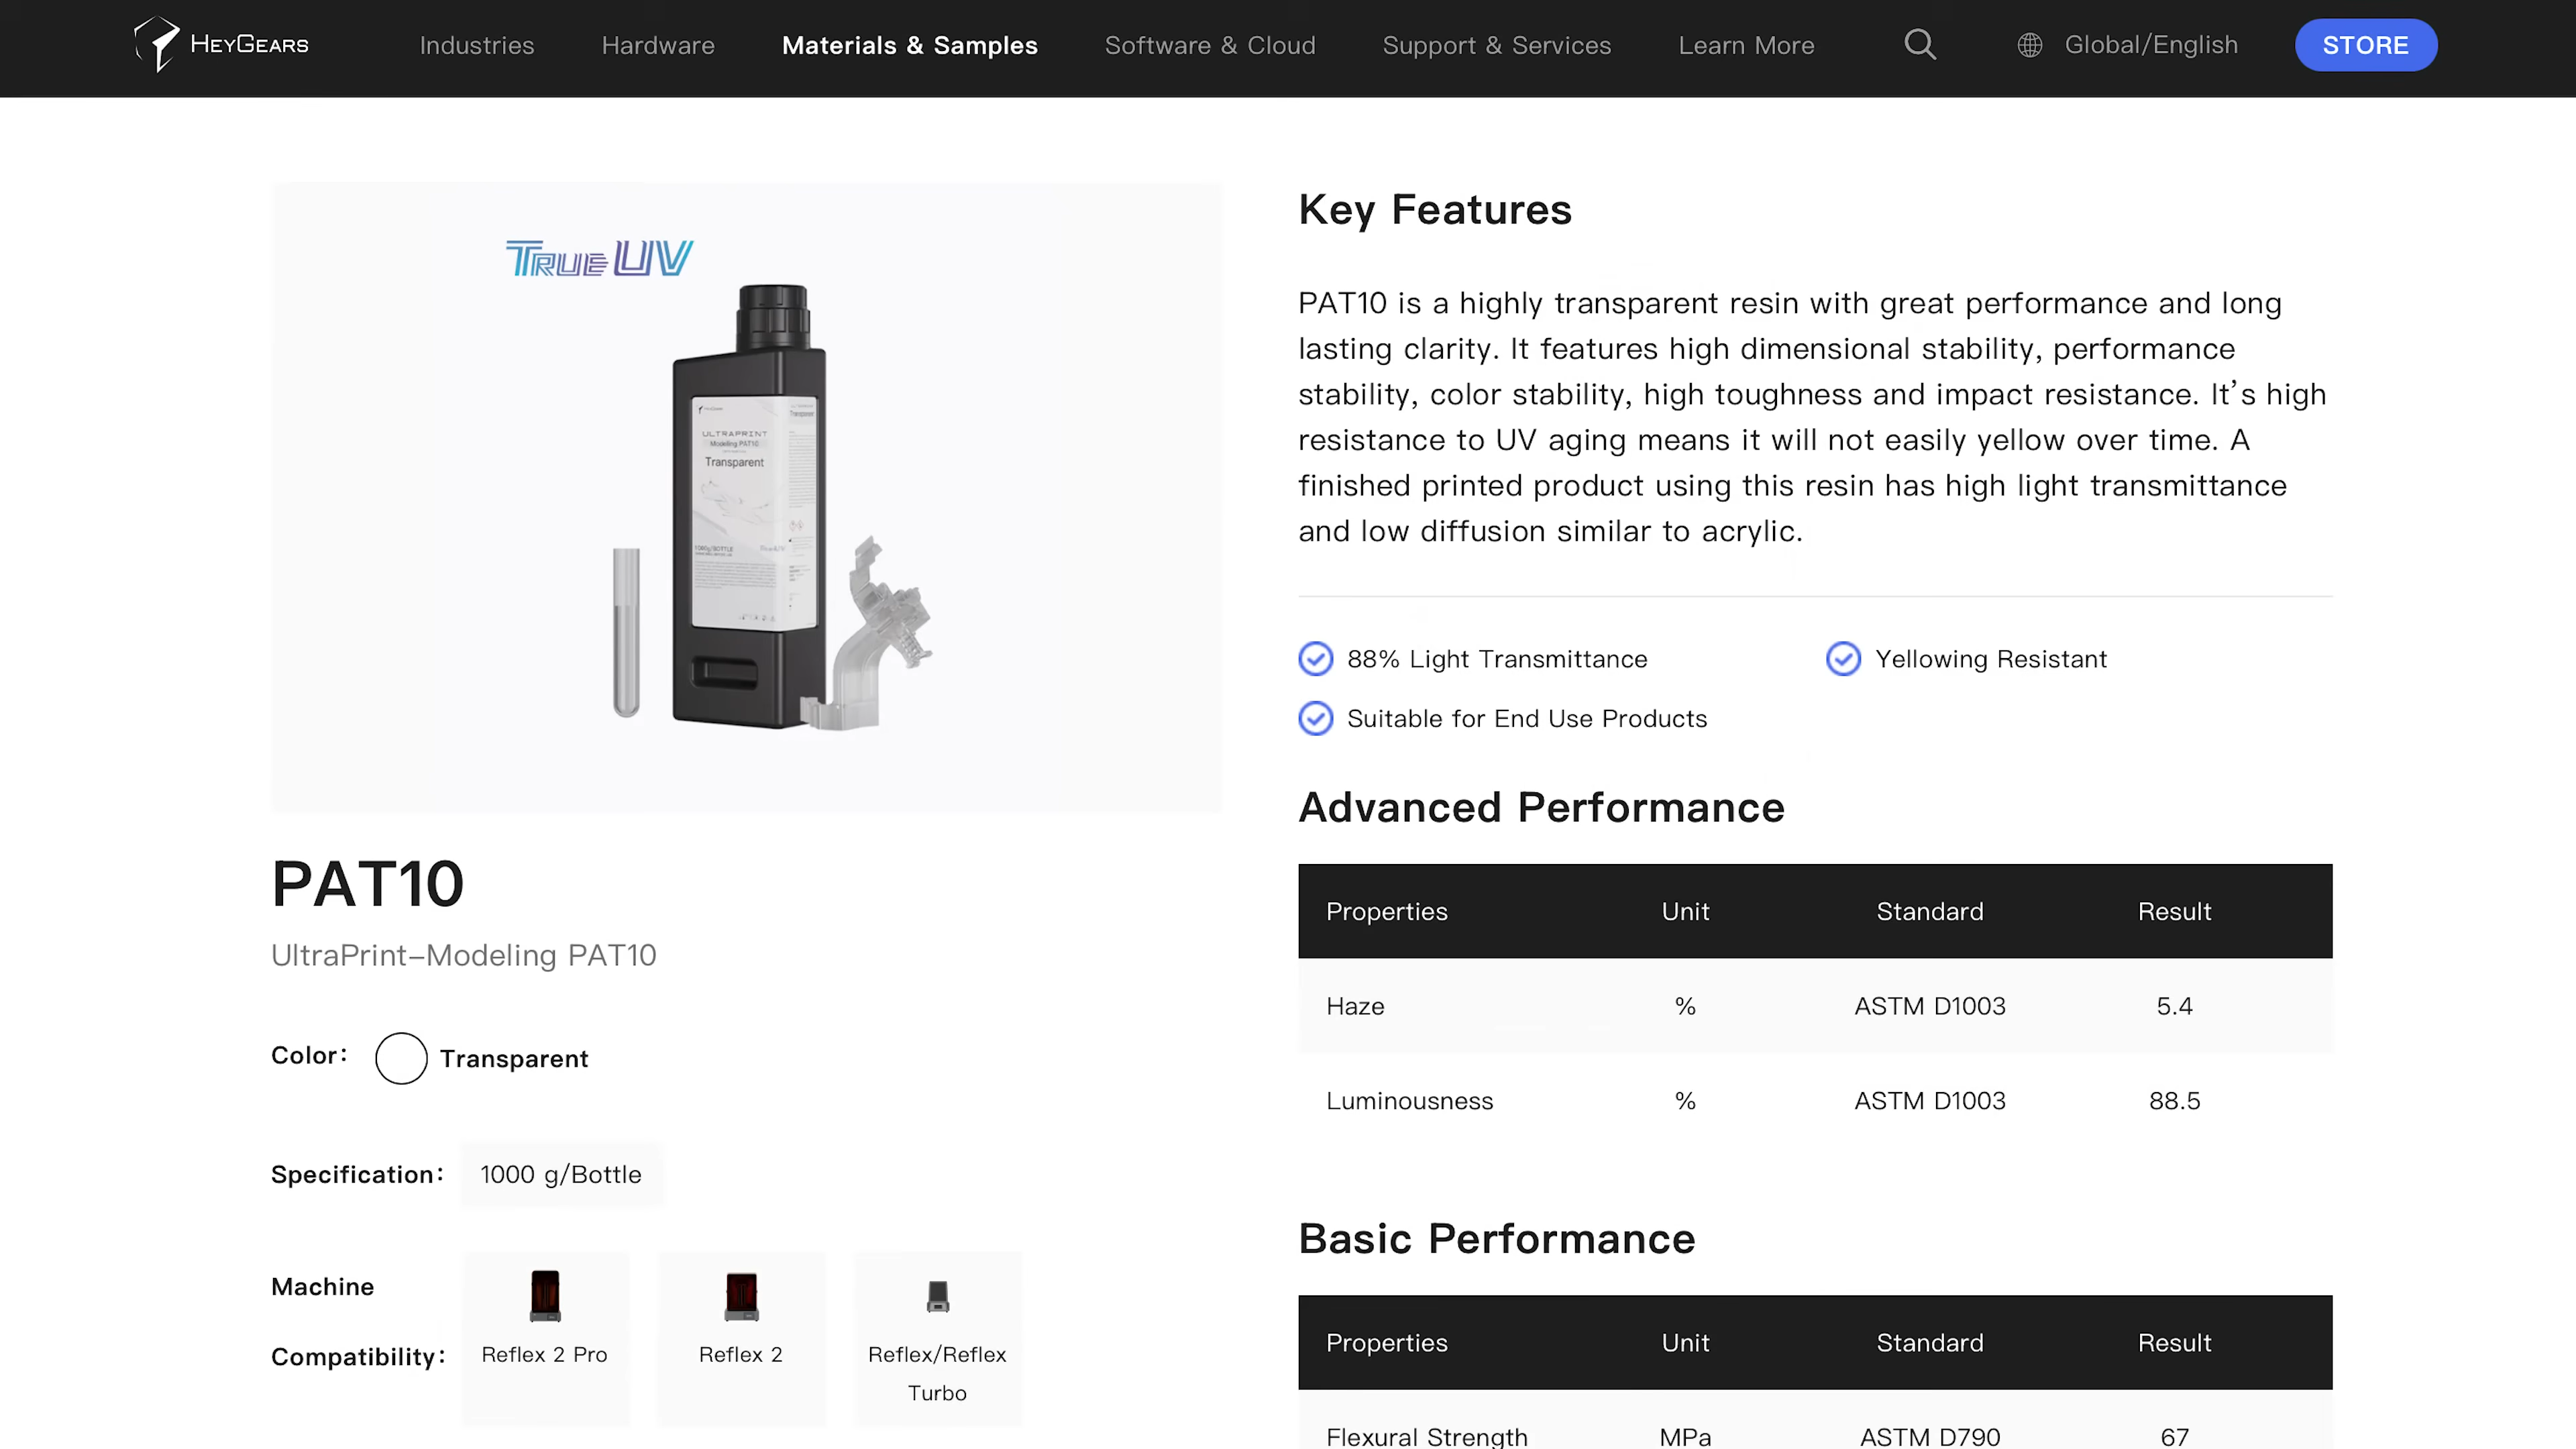 HEYGEARS
Industries
Hardware
Materials & Samples
Software & Cloud
Support & Services
Learn More
Global/English
STORE
TRUE UV
ULTRAPRINT
Modeling PAT10
Transparent
Transparent
PAT10
UltraPrint–Modeling PAT10
Color:
Transparent
Specification:
1000 g/Bottle
Machine
Compatibility:
Reflex 2 Pro
Reflex 2
Reflex/Reflex
Turbo
Key Features
PAT10 is a highly transparent resin with great performance and long
lasting clarity. It features high dimensional stability, performance
stability, color stability, high toughness and impact resistance. It’s high
resistance to UV aging means it will not easily yellow over time. A
finished printed product using this resin has high light transmittance
and low diffusion similar to acrylic.
88% Light Transmittance
Yellowing Resistant
Suitable for End Use Products
Advanced Performance
Properties Unit Standard Result
Haze % ASTM D1003 5.4
Luminousness % ASTM D1003 88.5
Basic Performance
Properties Unit Standard Result
Flexural Strength MPa ASTM D790 67